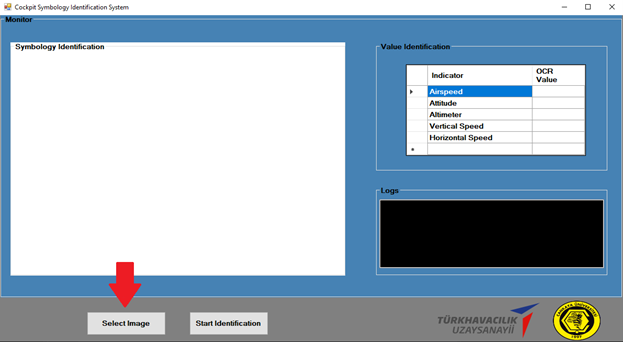 Cockpit Symbology Identification System
Monitor
Symbology Identification
Value Identification
Indicator
OCR
Value
Airspeed
Attitude
Altimeter
Vertical Speed
Horizontal Speed
Logs
Select Image
Start Identification
TÜRKHAVACILIK
UZAYSANAYİİ
1997